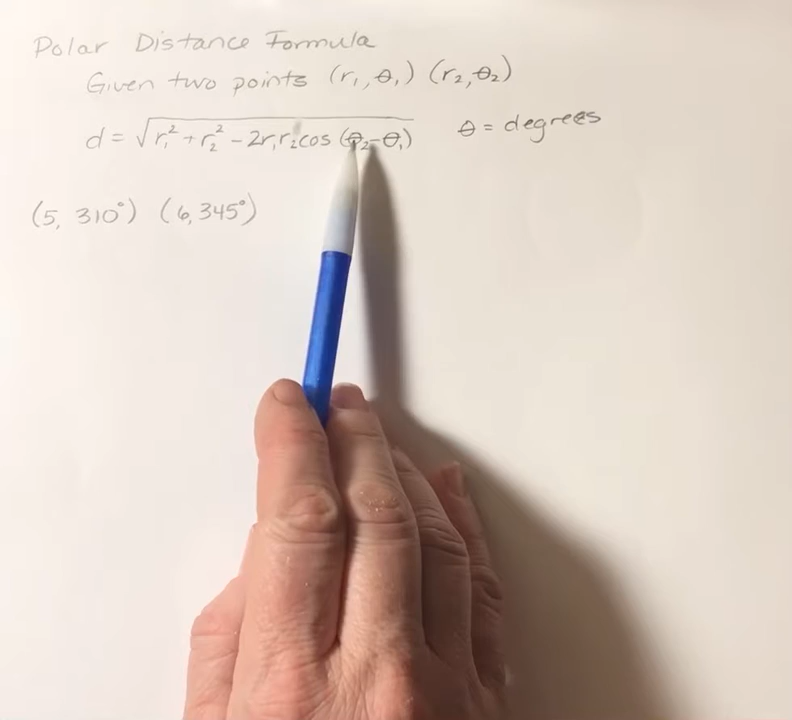 Polar Distance Formula
Given two points (r₁, θ₁) (r₂, θ₂)
d = √r₁² + r₂² - 2r₁r₂cos (θ₂-θ₁) θ = degrees
(5, 310°) (6, 345°)